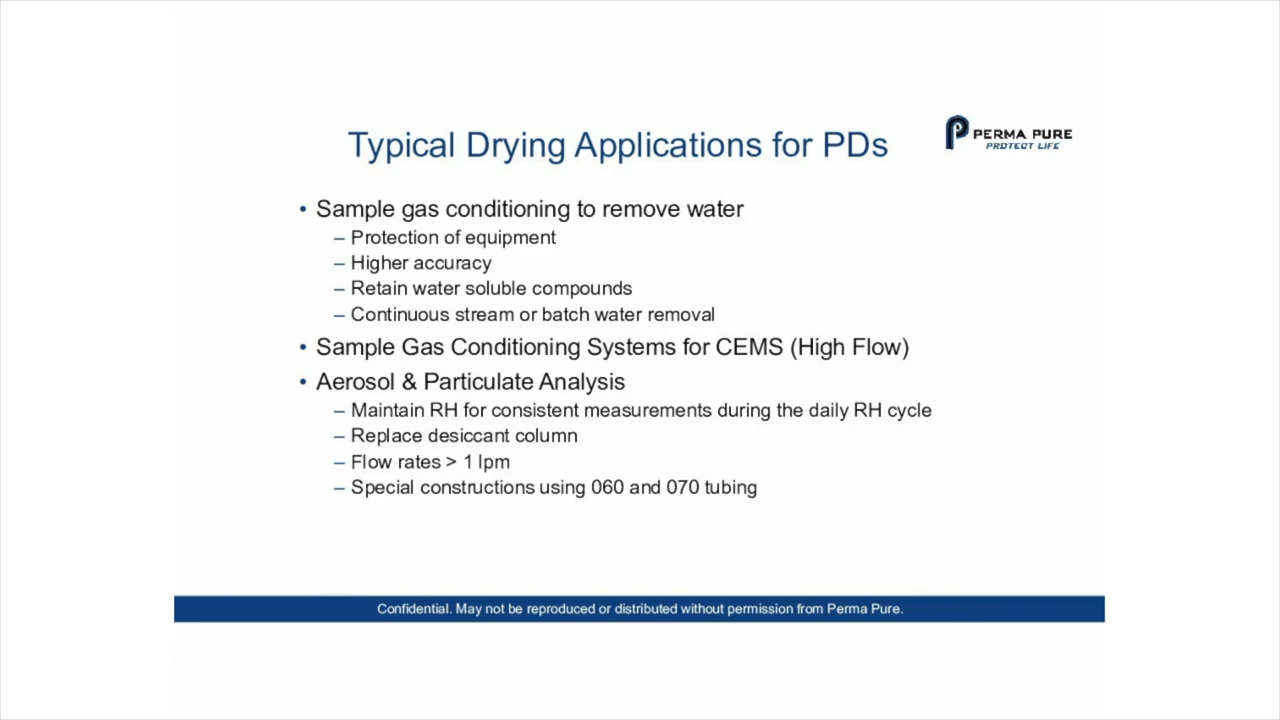 Typical Drying Applications for PDs
PERMA PURE
PROTECT LIFE
• Sample gas conditioning to remove water
– Protection of equipment
– Higher accuracy
– Retain water soluble compounds
– Continuous stream or batch water removal
• Sample Gas Conditioning Systems for CEMS (High Flow)
• Aerosol & Particulate Analysis
– Maintain RH for consistent measurements during the daily RH cycle
– Replace desiccant column
– Flow rates > 1 lpm
– Special constructions using 060 and 070 tubing
Confidential. May not be reproduced or distributed without permission from Perma Pure.